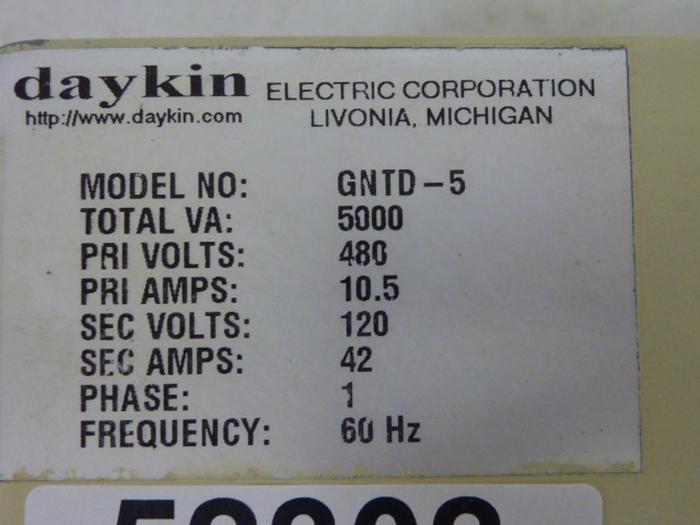 daykin ELECTRIC CORPORATION
http://www.daykin.com LIVONIA, MICHIGAN
MODEL NO: GNTD-5
TOTAL VA: 5000
PRI VOLTS: 480
PRI AMPS: 10.5
SEC VOLTS: 120
SEC AMPS: 42
PHASE: 1
FREQUENCY: 60 Hz